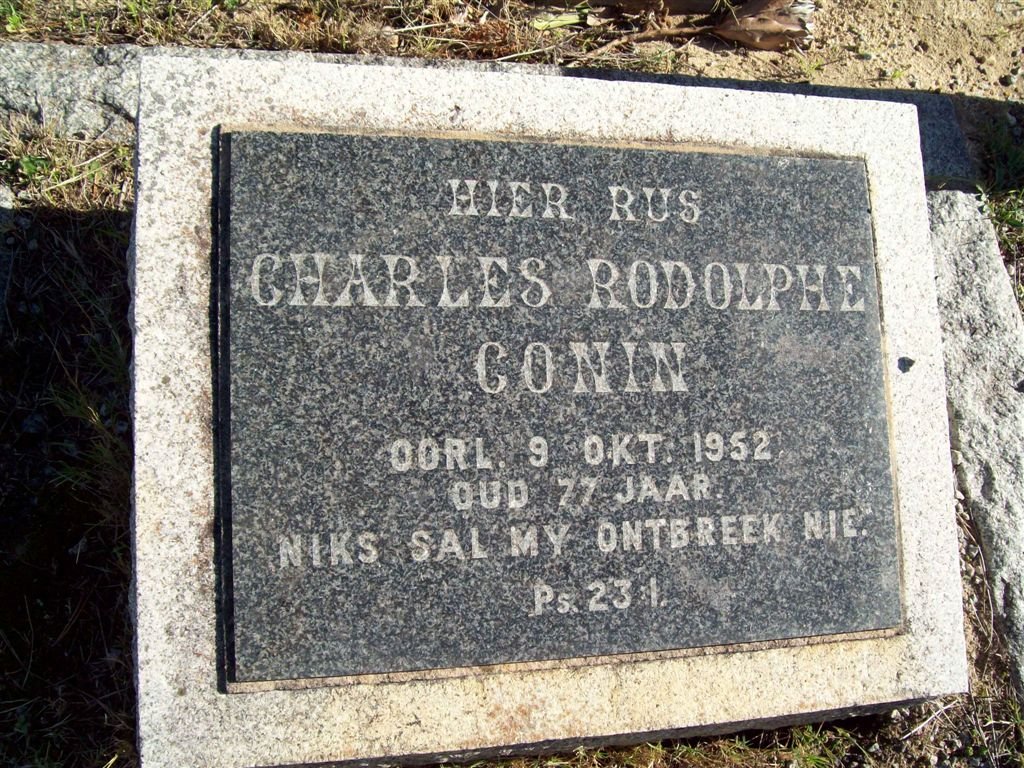 HIER RUS
CHARLES RODOLPHE
CONIN
OORL. 9 OKT. 1952.
OUD 77 JAAR.
NIKS SAL MY ONTBREEK NIE."
Ps. 23:1.